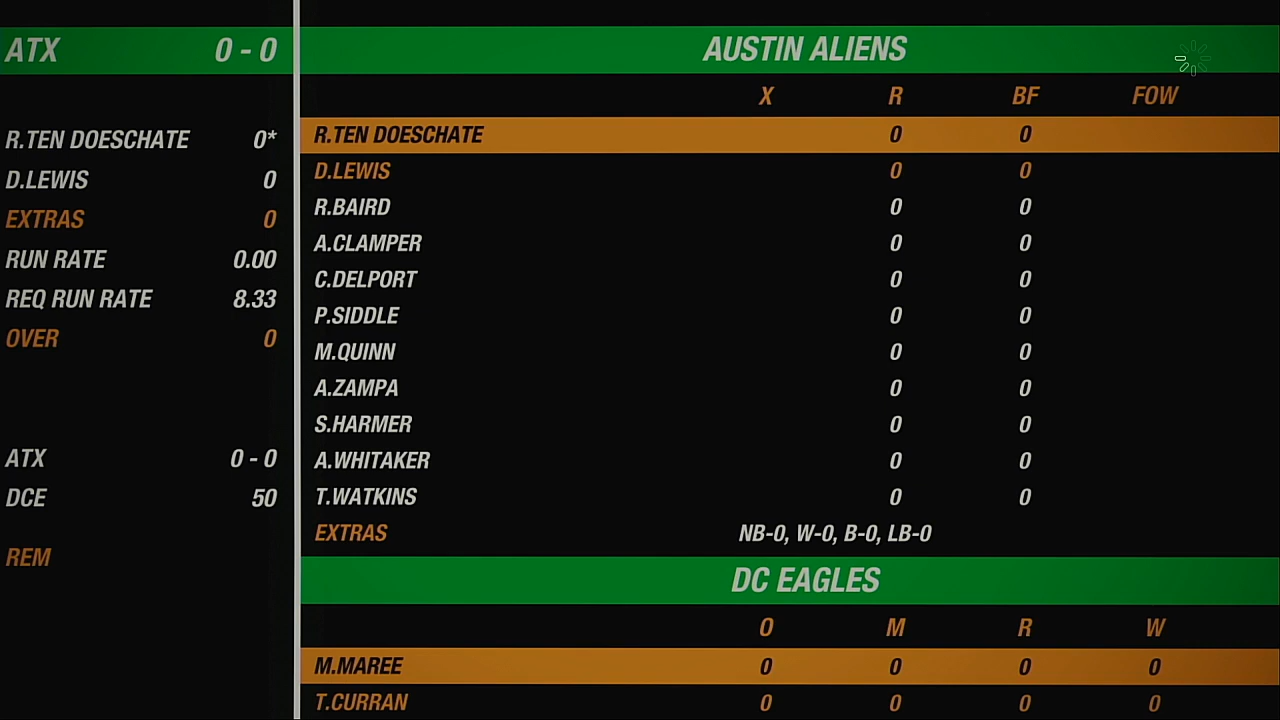 ATX 0 - 0
R.TEN DOESCHATE 0*
D.LEWIS 0
EXTRAS 0
RUN RATE 0.00
REQ RUN RATE 8.33
OVER 0
ATX 0 - 0
DCE 50
REM
AUSTIN ALIENS
X R BF FOW
R.TEN DOESCHATE 0 0
D.LEWIS 0 0
R.BAIRD 0 0
A.CLAMPER 0 0
C.DELPORT 0 0
P.SIDDLE 0 0
M.QUINN 0 0
A.ZAMPA 0 0
S.HARMER 0 0
A.WHITAKER 0 0
T.WATKINS 0 0
EXTRAS NB-0, W-0, B-0, LB-0
DC EAGLES
O M R W
M.MAREE 0 0 0 0
T.CURRAN 0 0 0 0